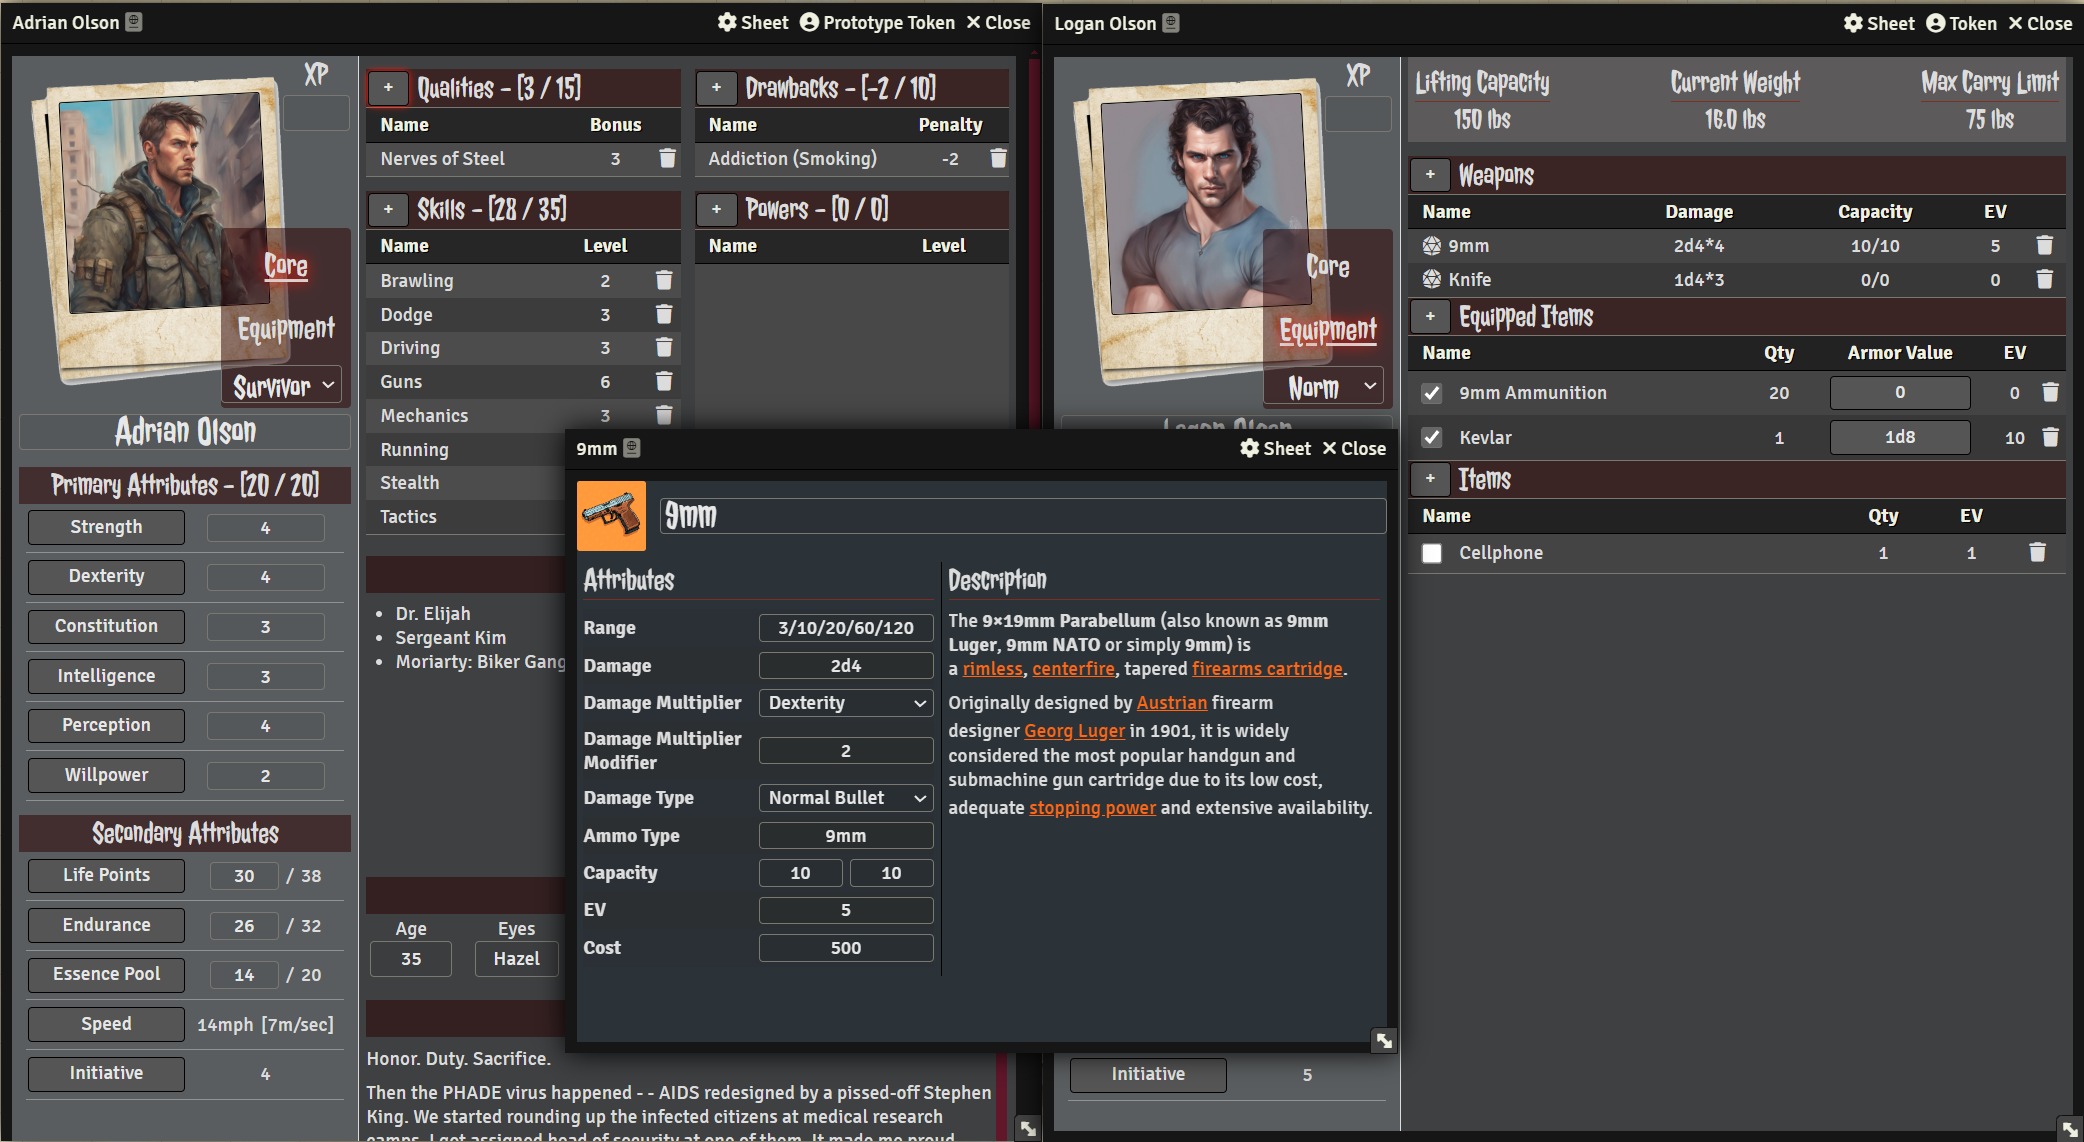 Adrian Olson
Sheet Prototype Token Close
XP
Core
Equipment
Survivor
Adrian Olson
Primary Attributes - [20 / 20]
Strength 4
Dexterity 4
Constitution 3
Intelligence 3
Perception 4
Willpower 2
Secondary Attributes
Life Points 30 / 38
Endurance 26 / 32
Essence Pool 14 / 20
Speed 14mph [7m/sec]
Initiative 4
+ Qualities - [3 / 15]
Name Bonus
Nerves of Steel 3
+ Drawbacks - [-2 / 10]
Name Penalty
Addiction (Smoking) -2
+ Skills - [28 / 35]
Name Level
Brawling 2
Dodge 3
Driving 3
Guns 6
Mechanics 3
Running
Stealth
Tactics
+ Powers - [0 / 0]
Name Level
Dr. Elijah
Sergeant Kim
Moriarty: Biker Gang
Age Eyes
35 Hazel
Honor. Duty. Sacrifice.
Then the PHADE virus happened - - AIDS redesigned by a pissed-off Stephen
King. We started rounding up the infected citizens at medical research
camps. I got assigned head of security at one of them. It made me proud
9mm
Sheet Close
9mm
Attributes
Range 3/10/20/60/120
Damage 2d4
Damage Multiplier Dexterity
Damage Multiplier
Modifier 2
Damage Type Normal Bullet
Ammo Type 9mm
Capacity 10 10
EV 5
Cost 500
Description
The 9×19mm Parabellum (also known as 9mm
Luger, 9mm NATO or simply 9mm) is
a rimless, centerfire, tapered firearms cartridge.
Originally designed by Austrian firearm
designer Georg Luger in 1901, it is widely
considered the most popular handgun and
submachine gun cartridge due to its low cost,
adequate stopping power and extensive availability.
Logan Olson
Sheet Token Close
XP
Core
Equipment
Norm
Logan Olson
Initiative 5
Lifting Capacity Current Weight Max Carry Limit
150 lbs 16.0 lbs 75 lbs
+ Weapons
Name Damage Capacity EV
9mm 2d4*4 10/10 5
Knife 1d4*3 0/0 0
+ Equipped Items
Name Qty Armor Value EV
9mm Ammunition 20 0 0
Kevlar 1 1d8 10
+ Items
Name Qty EV
Cellphone 1 1